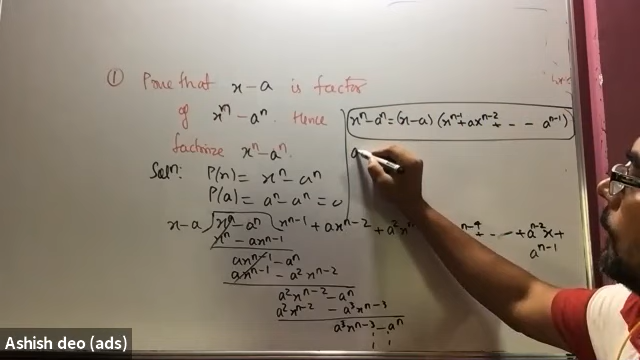 ① Prove that x-a is factor
of xⁿ-aⁿ. Hence
factorize xⁿ-aⁿ.
Solⁿ: P(x) = xⁿ-aⁿ
P(a) = aⁿ-aⁿ = 0
x-a ) xⁿ-aⁿ ( xⁿ⁻¹ + axⁿ⁻² + a²xⁿ
xⁿ - axⁿ⁻¹
axⁿ⁻¹ - aⁿ
axⁿ⁻¹ - a²xⁿ⁻²
a²xⁿ⁻² - aⁿ
a²xⁿ⁻² - a³xⁿ⁻³
a³xⁿ⁻³ - aⁿ
xⁿ-aⁿ = (x-a) (xⁿ⁻¹ + axⁿ⁻² + - - - aⁿ⁻¹)
a
ⁿ⁻⁴ + - - - + aⁿ⁻²x +
aⁿ⁻¹
Ashish deo (ads)